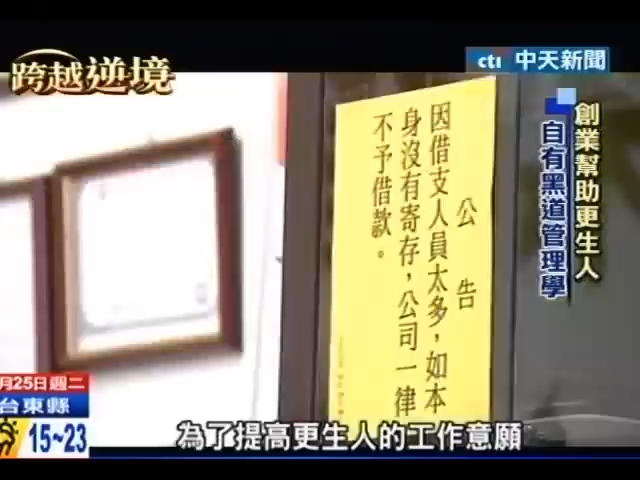 跨越逆境
cti 中天新聞
創業幫助更生人
自有黑道管理學
公告
因借支人員太多，如本
身沒有寄存，公司一律
不予借款。
月25日週二
台東縣
15~23
為了提高更生人的工作意願